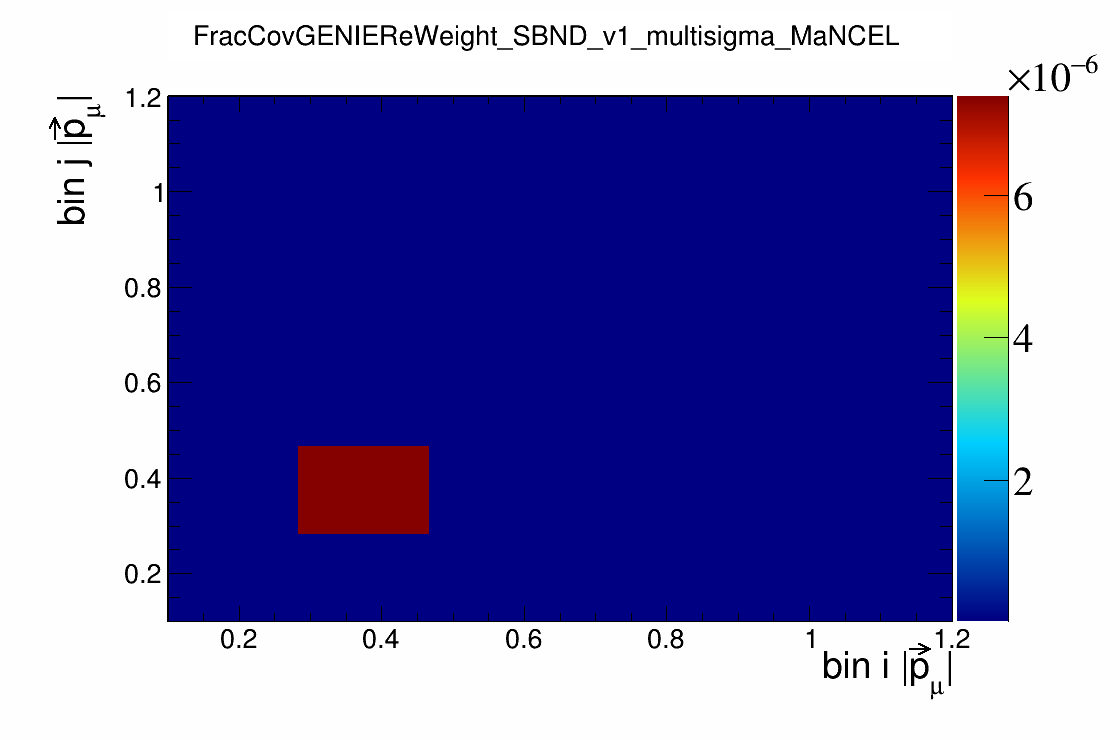 FracCovGENIEReWeight_SBND_v1_multisigma_MaNCEL
×10⁻⁶
bin j |p⃗_μ|
1.2
1
0.8
0.6
0.4
0.2
6
4
2
0.2 0.4 0.6 0.8 1 1.2
bin i |p⃗_μ|